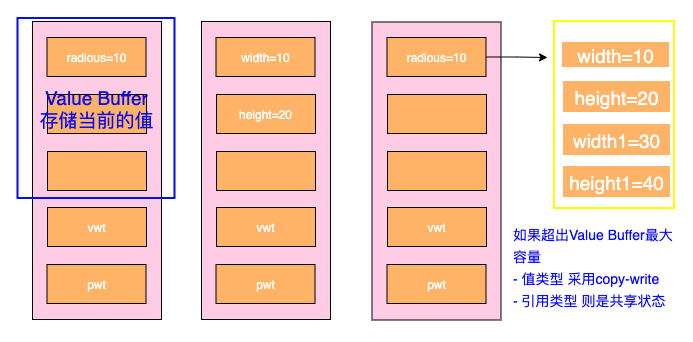 radious=10
Value Buffer
存储当前的值
vwt
pwt
width=10
height=20
vwt
pwt
radious=10
vwt
pwt
width=10
height=20
width1=30
height1=40
如果超出Value Buffer最大
容量
- 值类型 采用copy-write
- 引用类型 则是共享状态